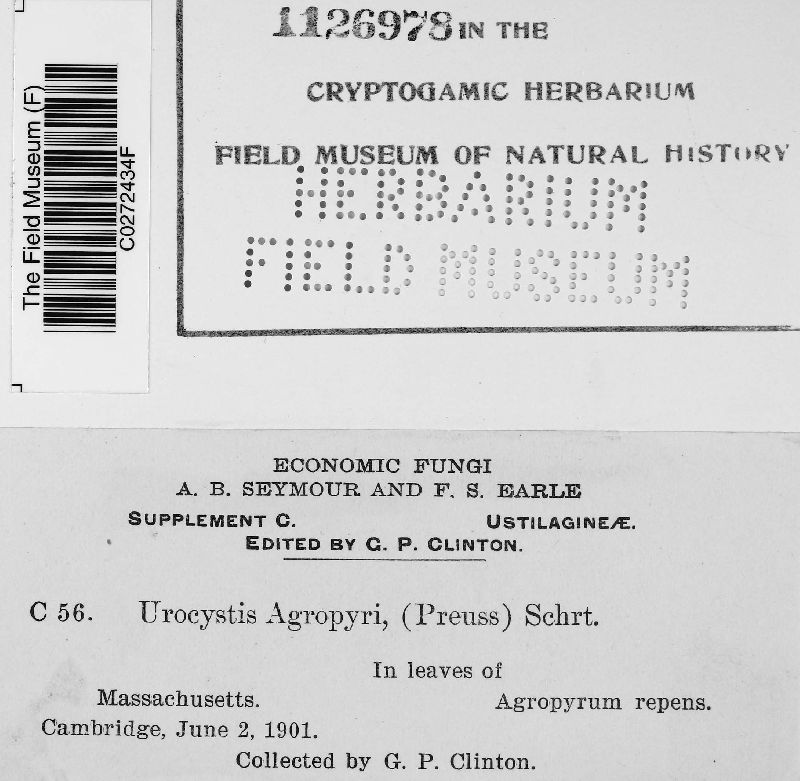 The Field Museum (F)
C0272434F
1126978 IN THE
CRYPTOGAMIC HERBARIUM
FIELD MUSEUM OF NATURAL HISTORY
HERBARIUM
FIELD MUSEUM
ECONOMIC FUNGI
A. B. SEYMOUR AND F. S. EARLE
SUPPLEMENT C. USTILAGINEÆ.
EDITED BY G. P. CLINTON.
C 56. Urocystis Agropyri, (Preuss) Schrt.
In leaves of
Massachusetts. Agropyrum repens.
Cambridge, June 2, 1901.
Collected by G. P. Clinton.